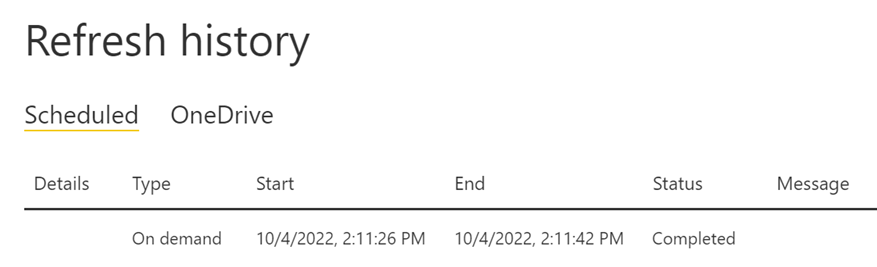 Refresh history
Scheduled OneDrive
Details Type Start End Status Message
On demand 10/4/2022, 2:11:26 PM 10/4/2022, 2:11:42 PM Completed